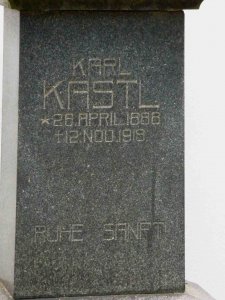 KARL
KASTL
*26.APRIL.1886
†12.NOV.1918
RUHE SANFT